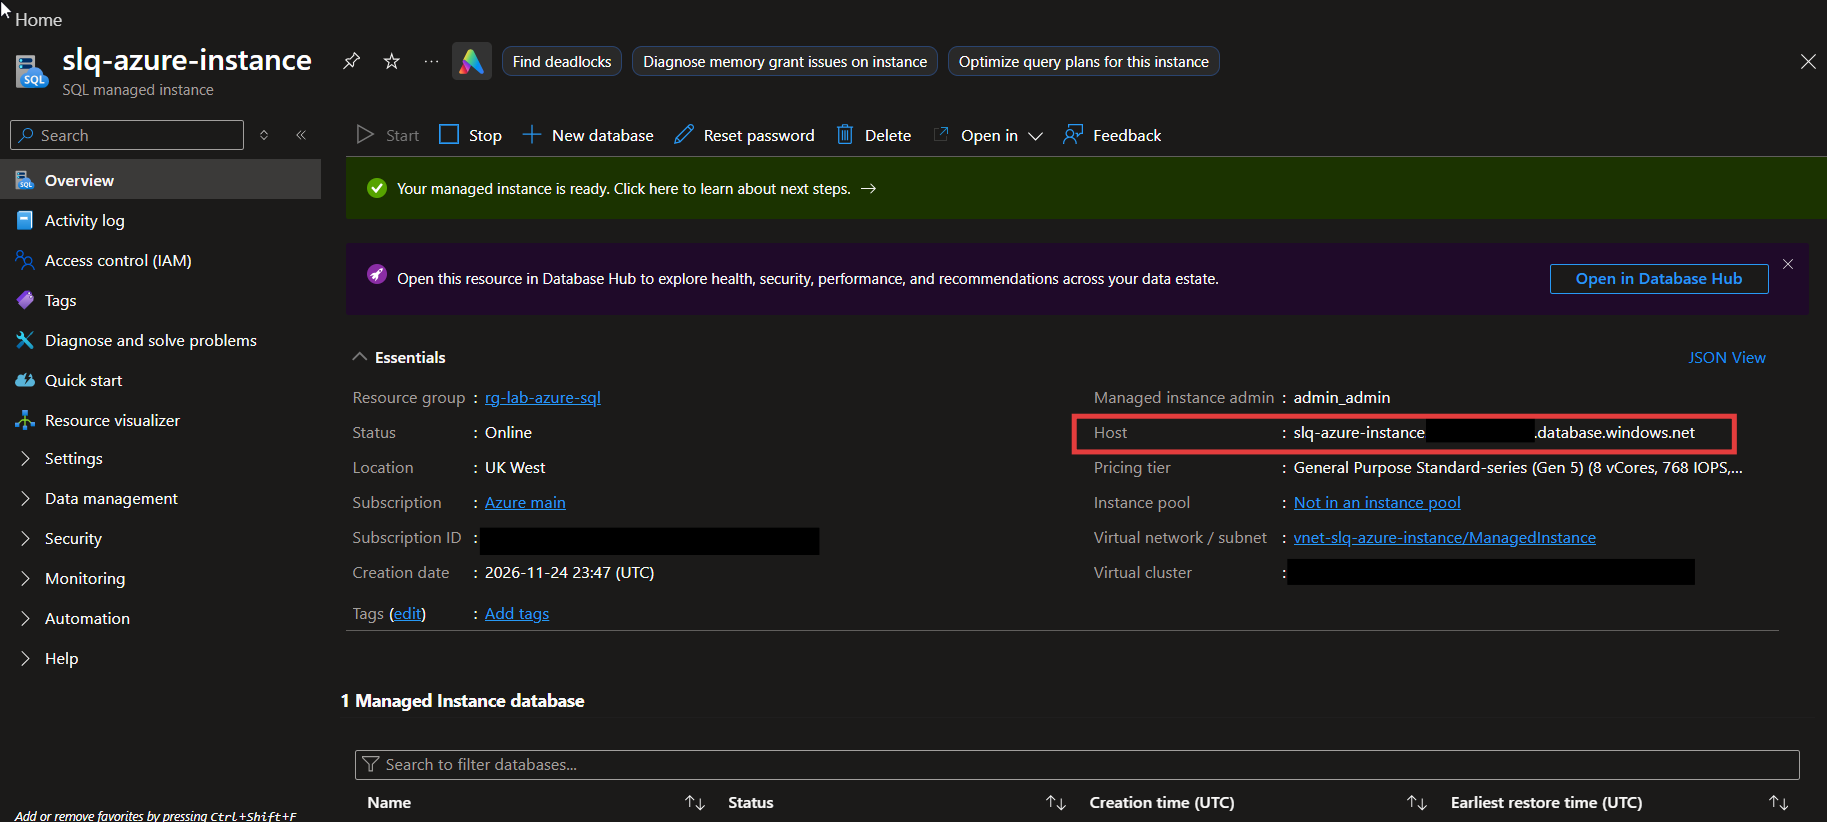 Home
slq-azure-instance
SQL managed instance
Find deadlocks
Diagnose memory grant issues on instance
Optimize query plans for this instance
Search
Start
Stop
New database
Reset password
Delete
Open in
Feedback
Overview
Activity log
Access control (IAM)
Tags
Diagnose and solve problems
Quick start
Resource visualizer
Settings
Data management
Security
Monitoring
Automation
Help
Add or remove favorites by pressing Ctrl+Shift+F
Your managed instance is ready. Click here to learn about next steps. →
Open this resource in Database Hub to explore health, security, performance, and recommendations across your data estate.
Open in Database Hub
Essentials
JSON View
Resource group : rg-lab-azure-sql
Status : Online
Location : UK West
Subscription : Azure main
Subscription ID :
Creation date : 2026-11-24 23:47 (UTC)
Tags (edit) : Add tags
Managed instance admin : admin_admin
Host : slq-azure-instance .database.windows.net
Pricing tier : General Purpose Standard-series (Gen 5) (8 vCores, 768 IOPS,...
Instance pool : Not in an instance pool
Virtual network / subnet : vnet-slq-azure-instance/ManagedInstance
Virtual cluster :
1 Managed Instance database
Search to filter databases...
Name
Status
Creation time (UTC)
Earliest restore time (UTC)